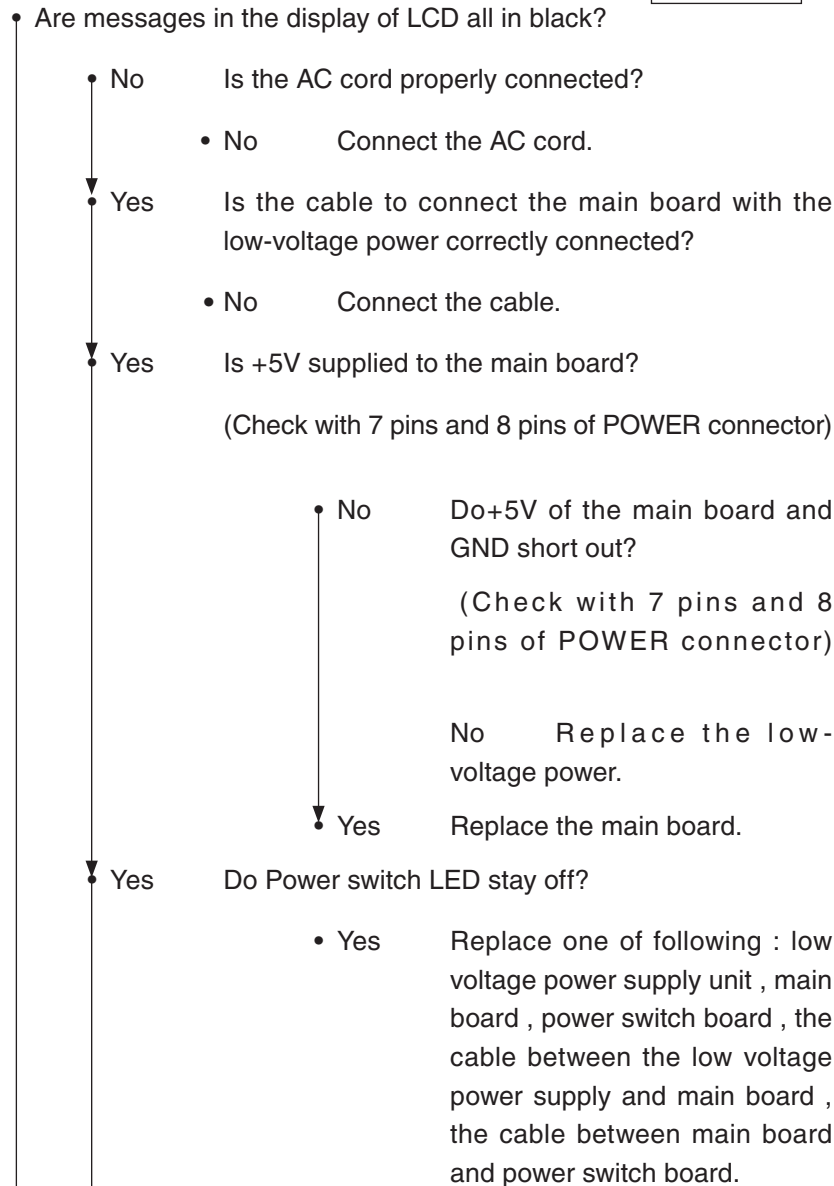 • Are messages in the display of LCD all in black?
• No Is the AC cord properly connected?
• No Connect the AC cord.
• Yes Is the cable to connect the main board with the
low-voltage power correctly connected?
• No Connect the cable.
• Yes Is +5V supplied to the main board?
(Check with 7 pins and 8 pins of POWER connector)
• No Do+5V of the main board and
GND short out?
(Check with 7 pins and 8
pins of POWER connector)
No Replace the low-
voltage power.
• Yes Replace the main board.
• Yes Do Power switch LED stay off?
• Yes Replace one of following : low
voltage power supply unit , main
board , power switch board , the
cable between the low voltage
power supply and main board ,
the cable between main board
and power switch board.